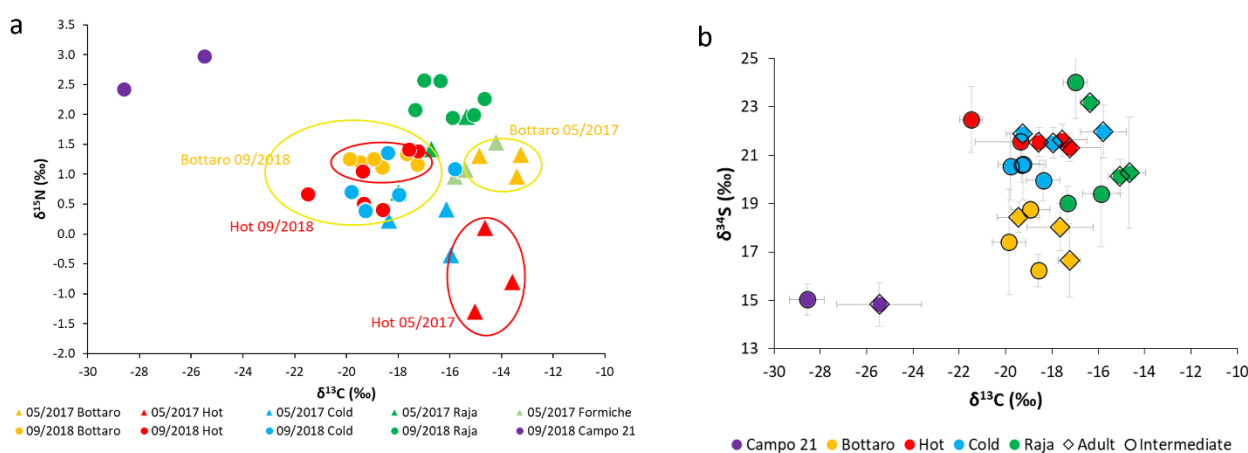 a
δ15N (‰)
3.5
3.0
2.5
2.0
1.5
1.0
0.5
0.0
-0.5
-1.0
-1.5
-2.0
Bottaro 05/2017
Bottaro 09/2018
Hot 09/2018
Hot 05/2017
-30 -28 -26 -24 -22 -20 -18 -16 -14 -12 -10
δ13C (‰)
05/2017 Bottaro 05/2017 Hot 05/2017 Cold 05/2017 Raja 05/2017 Formiche
09/2018 Bottaro 09/2018 Hot 09/2018 Cold 09/2018 Raja 09/2018 Campo 21
b
δ34S (‰)
25
23
21
19
17
15
13
-30 -28 -26 -24 -22 -20 -18 -16 -14 -12 -10
δ13C (‰)
Campo 21 Bottaro Hot Cold Raja Adult Intermediate